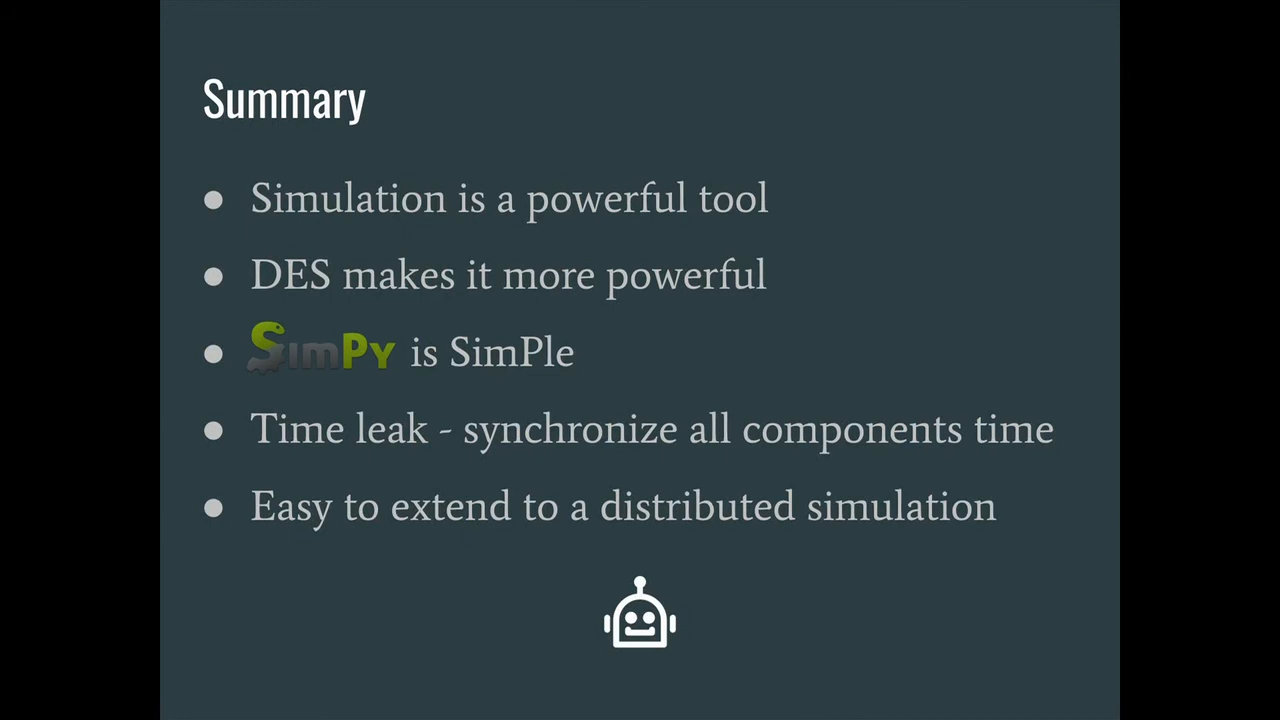 Summary
● Simulation is a powerful tool
● DES makes it more powerful
● SimPy is SimPle
● Time leak - synchronize all components time
● Easy to extend to a distributed simulation